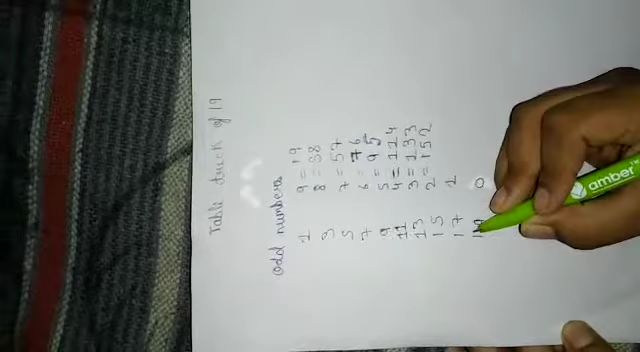 Table trick of 19
odd numbers
1 9 = 19
3 8 = 38
5 7 = 57
7 6 = 76
9 5 = 95
11 4 = 114
13 3 = 133
15 2 = 152
17 1
19 0
amber